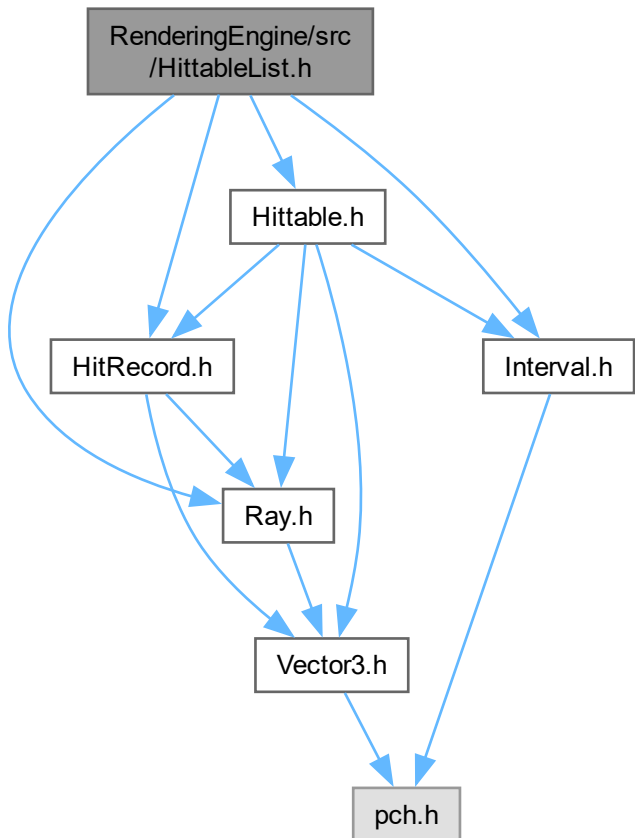 RenderingEngine/src
/HittableList.h
Hittable.h
HitRecord.h
Interval.h
Ray.h
Vector3.h
pch.h